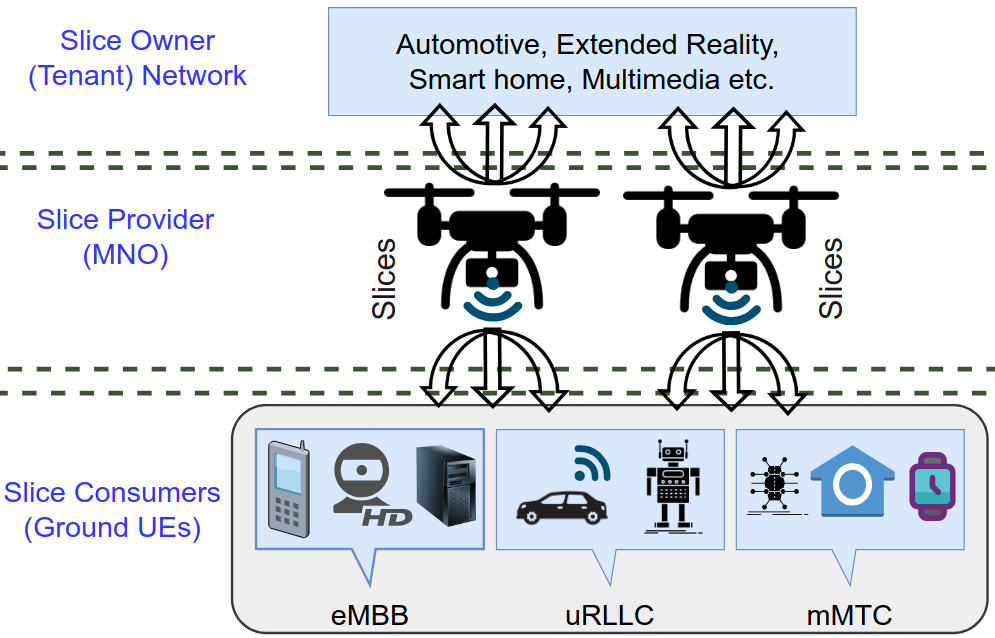 Slice Owner
(Tenant) Network
Automotive, Extended Reality,
Smart home, Multimedia etc.
Slice Provider
(MNO)
Slices
Slices
Slice Consumers
(Ground UEs)
HD
eMBB
uRLLC
mMTC